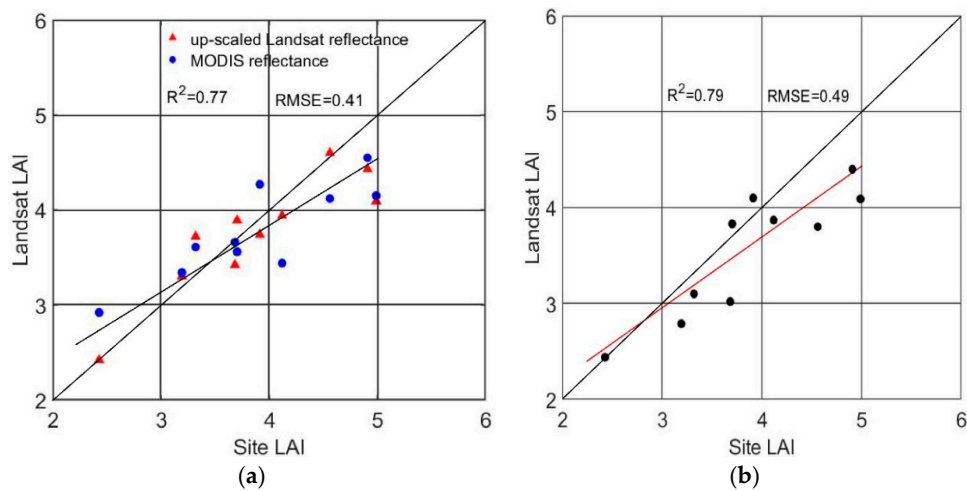 6
5
4
3
2
Landsat LAI
up-scaled Landsat reflectance
MODIS reflectance
R²=0.77 RMSE=0.41
2 3 4 5 6
Site LAI
(a)
6
5
4
3
2
Landsat LAI
R²=0.79 RMSE=0.49
2 3 4 5 6
Site LAI
(b)